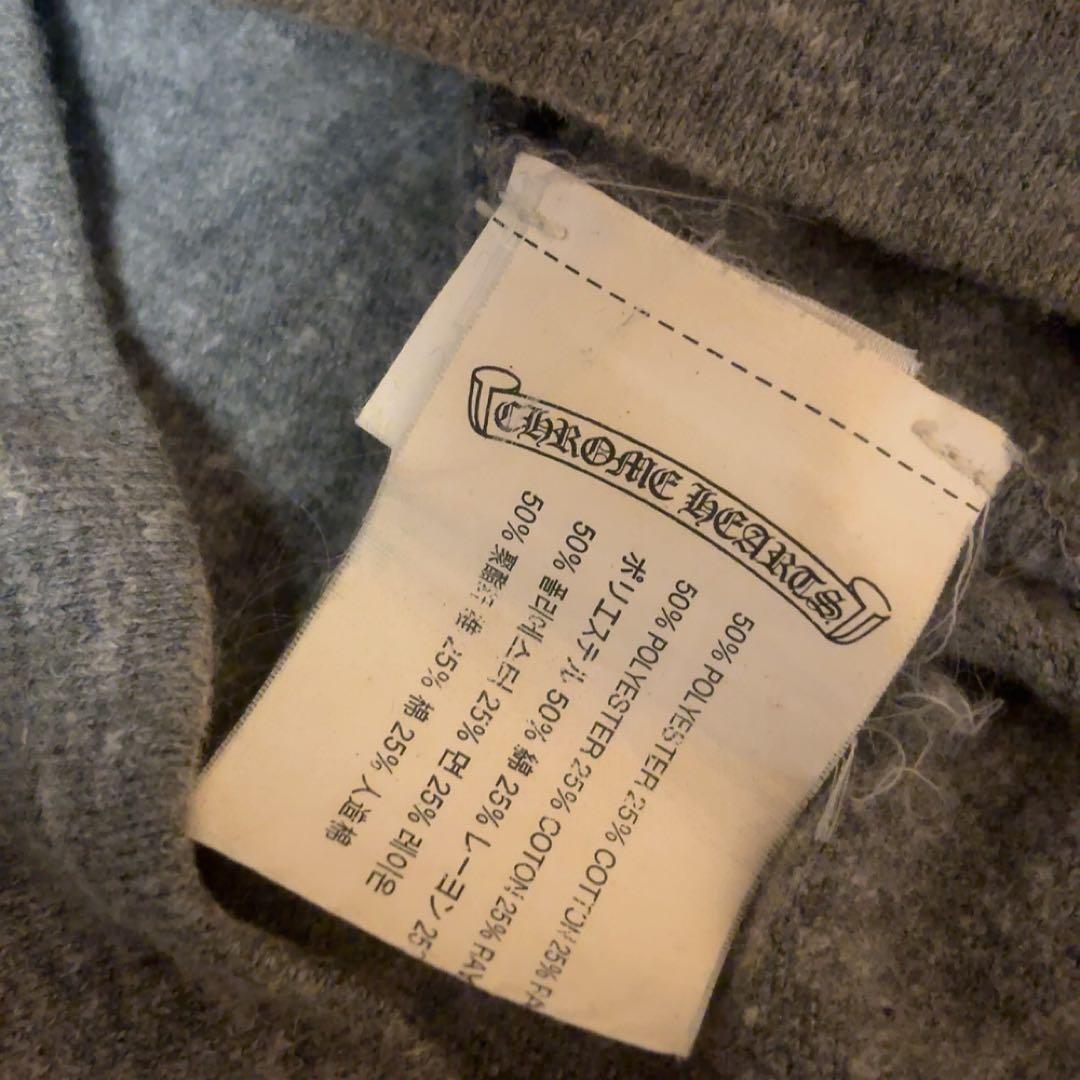 CHROME HEARTS
50% POLYESTER 25% COTTON 25% RA
50% POLYESTER 25% COTON 25% RAY
ポリエステル 50% 綿 25% レーヨン 25
50% 폴리에스터 25% 면 25% 레이온
50% 聚酯纖維 25% 棉 25% 人造棉